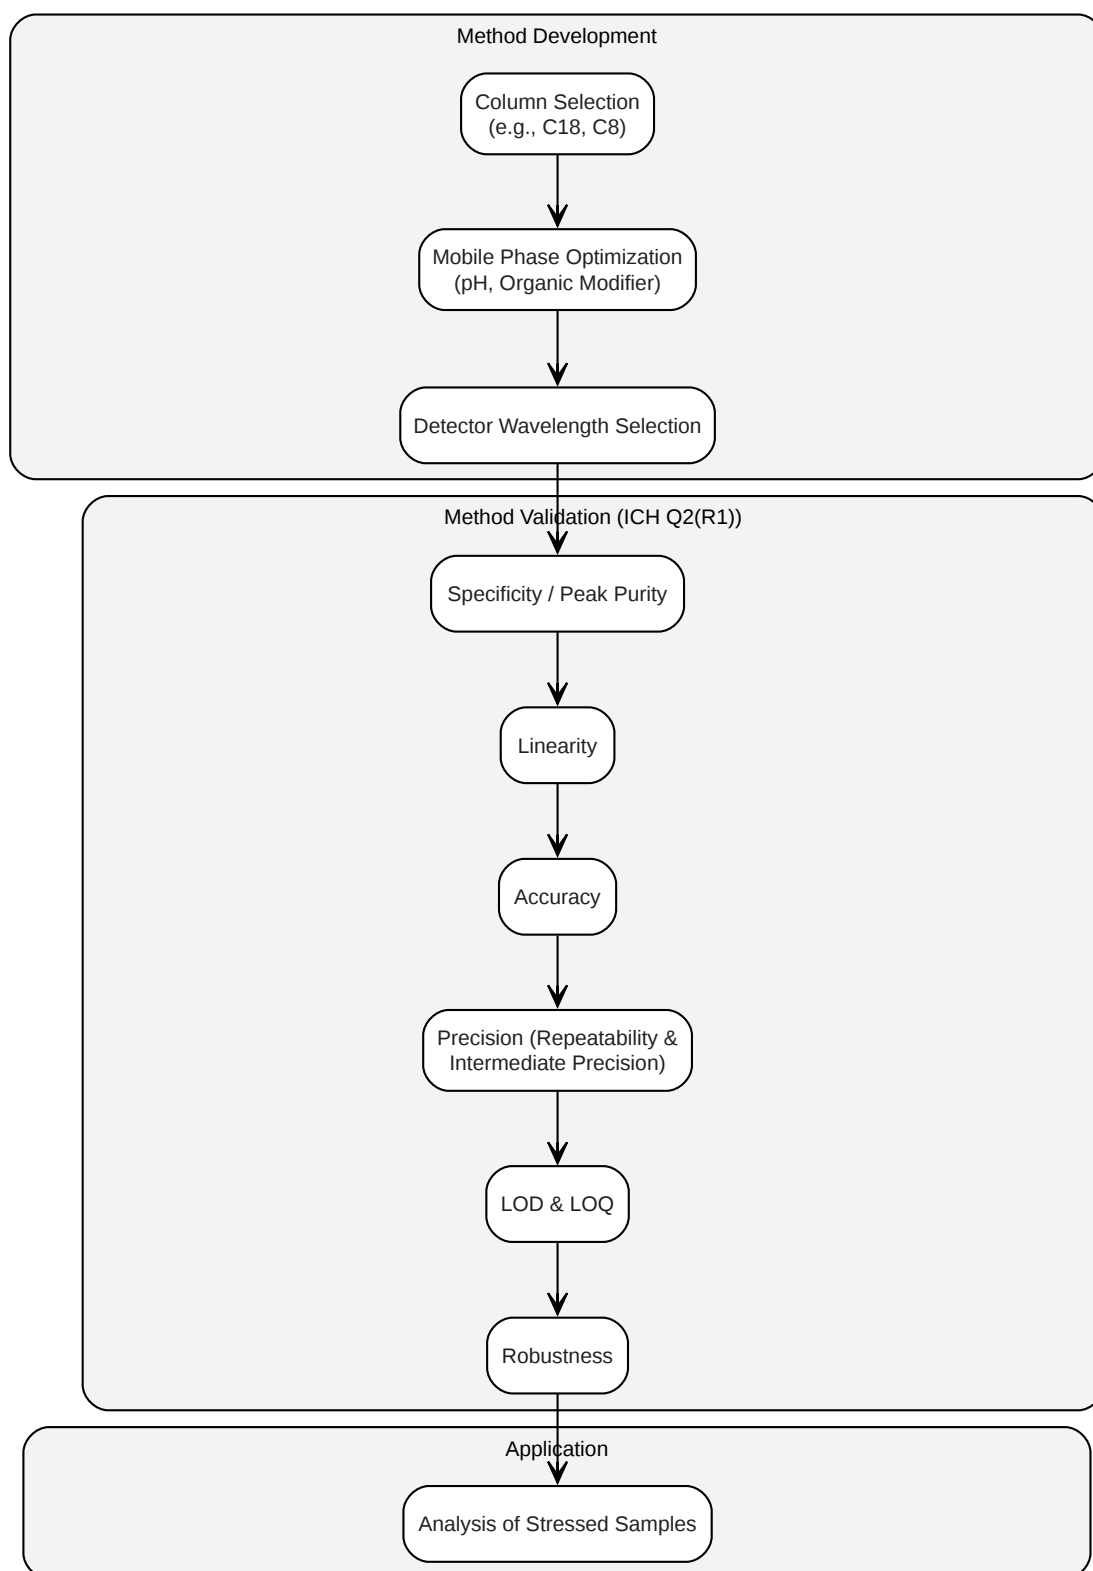 Method Development
Column Selection
(e.g., C18, C8)
Mobile Phase Optimization
(pH, Organic Modifier)
Detector Wavelength Selection
Method Validation (ICH Q2(R1))
Specificity / Peak Purity
Linearity
Accuracy
Precision (Repeatability &
Intermediate Precision)
LOD & LOQ
Robustness
Application
Analysis of Stressed Samples